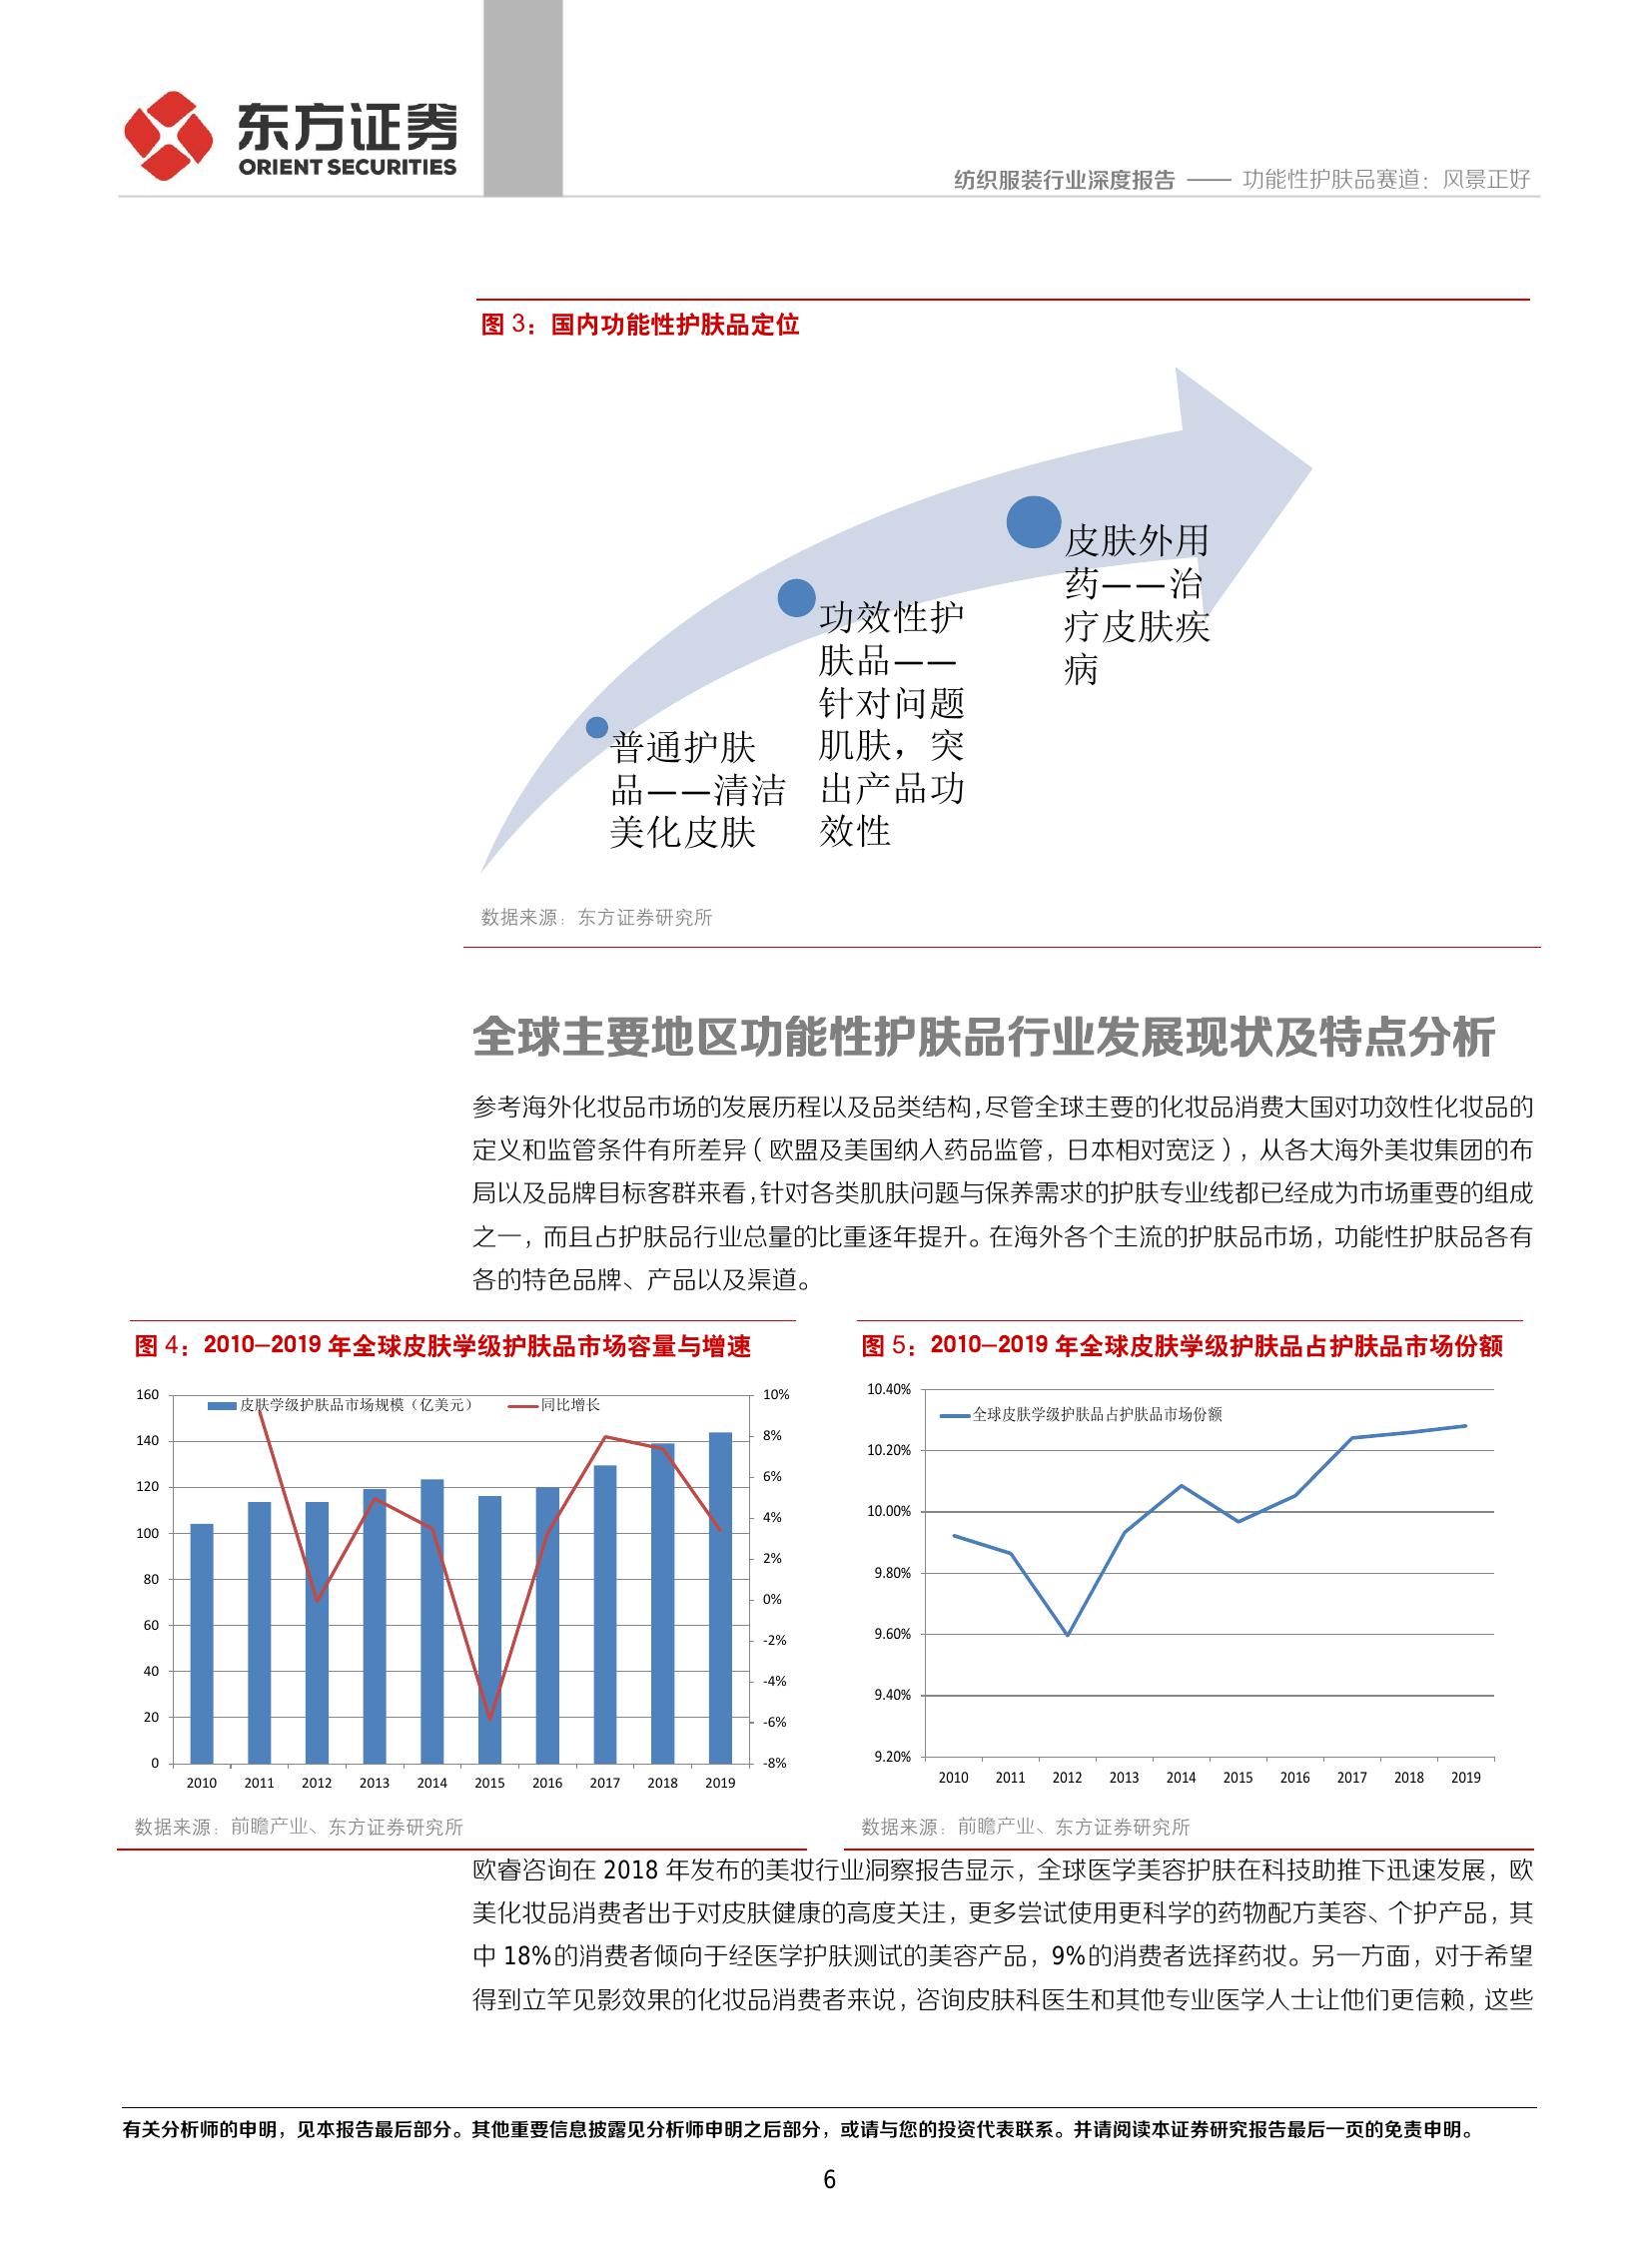 东方证券
ORIENT SECURITIES
纺织服装行业深度报告 —— 功能性护肤品赛道：风景正好
图 3：国内功能性护肤品定位
皮肤外用
药——治
疗皮肤疾
病
功效性护
肤品——
针对问题
肌肤，突
出产品功
效性
普通护肤
品——清洁
美化皮肤
数据来源：东方证券研究所
全球主要地区功能性护肤品行业发展现状及特点分析
参考海外化妆品市场的发展历程以及品类结构，尽管全球主要的化妆品消费大国对功效性化妆品的
定义和监管条件有所差异（欧盟及美国纳入药品监管，日本相对宽泛），从各大海外美妆集团的布
局以及品牌目标客群来看，针对各类肌肤问题与保养需求的护肤专业线都已经成为市场重要的组成
之一，而且占护肤品行业总量的比重逐年提升。在海外各个主流的护肤品市场，功能性护肤品各有
各的特色品牌、产品以及渠道。
图 4：2010-2019 年全球皮肤学级护肤品市场容量与增速
皮肤学级护肤品市场规模（亿美元） 同比增长
160
140
120
100
80
60
40
20
0
10%
8%
6%
4%
2%
0%
-2%
-4%
-6%
-8%
2010 2011 2012 2013 2014 2015 2016 2017 2018 2019
数据来源：前瞻产业、东方证券研究所
图 5：2010-2019 年全球皮肤学级护肤品占护肤品市场份额
全球皮肤学级护肤品占护肤品市场份额
10.40%
10.20%
10.00%
9.80%
9.60%
9.40%
9.20%
2010 2011 2012 2013 2014 2015 2016 2017 2018 2019
数据来源：前瞻产业、东方证券研究所
欧睿咨询在 2018 年发布的美妆行业洞察报告显示，全球医学美容护肤在科技助推下迅速发展，欧
美化妆品消费者出于对皮肤健康的高度关注，更多尝试使用更科学的药物配方美容、个护产品，其
中 18%的消费者倾向于经医学护肤测试的美容产品，9%的消费者选择药妆。另一方面，对于希望
得到立竿见影效果的化妆品消费者来说，咨询皮肤科医生和其他专业医学人士让他们更信赖，这些
有关分析师的申明，见本报告最后部分。其他重要信息披露见分析师申明之后部分，或请与您的投资代表联系。并请阅读本证券研究报告最后一页的免责申明。
6